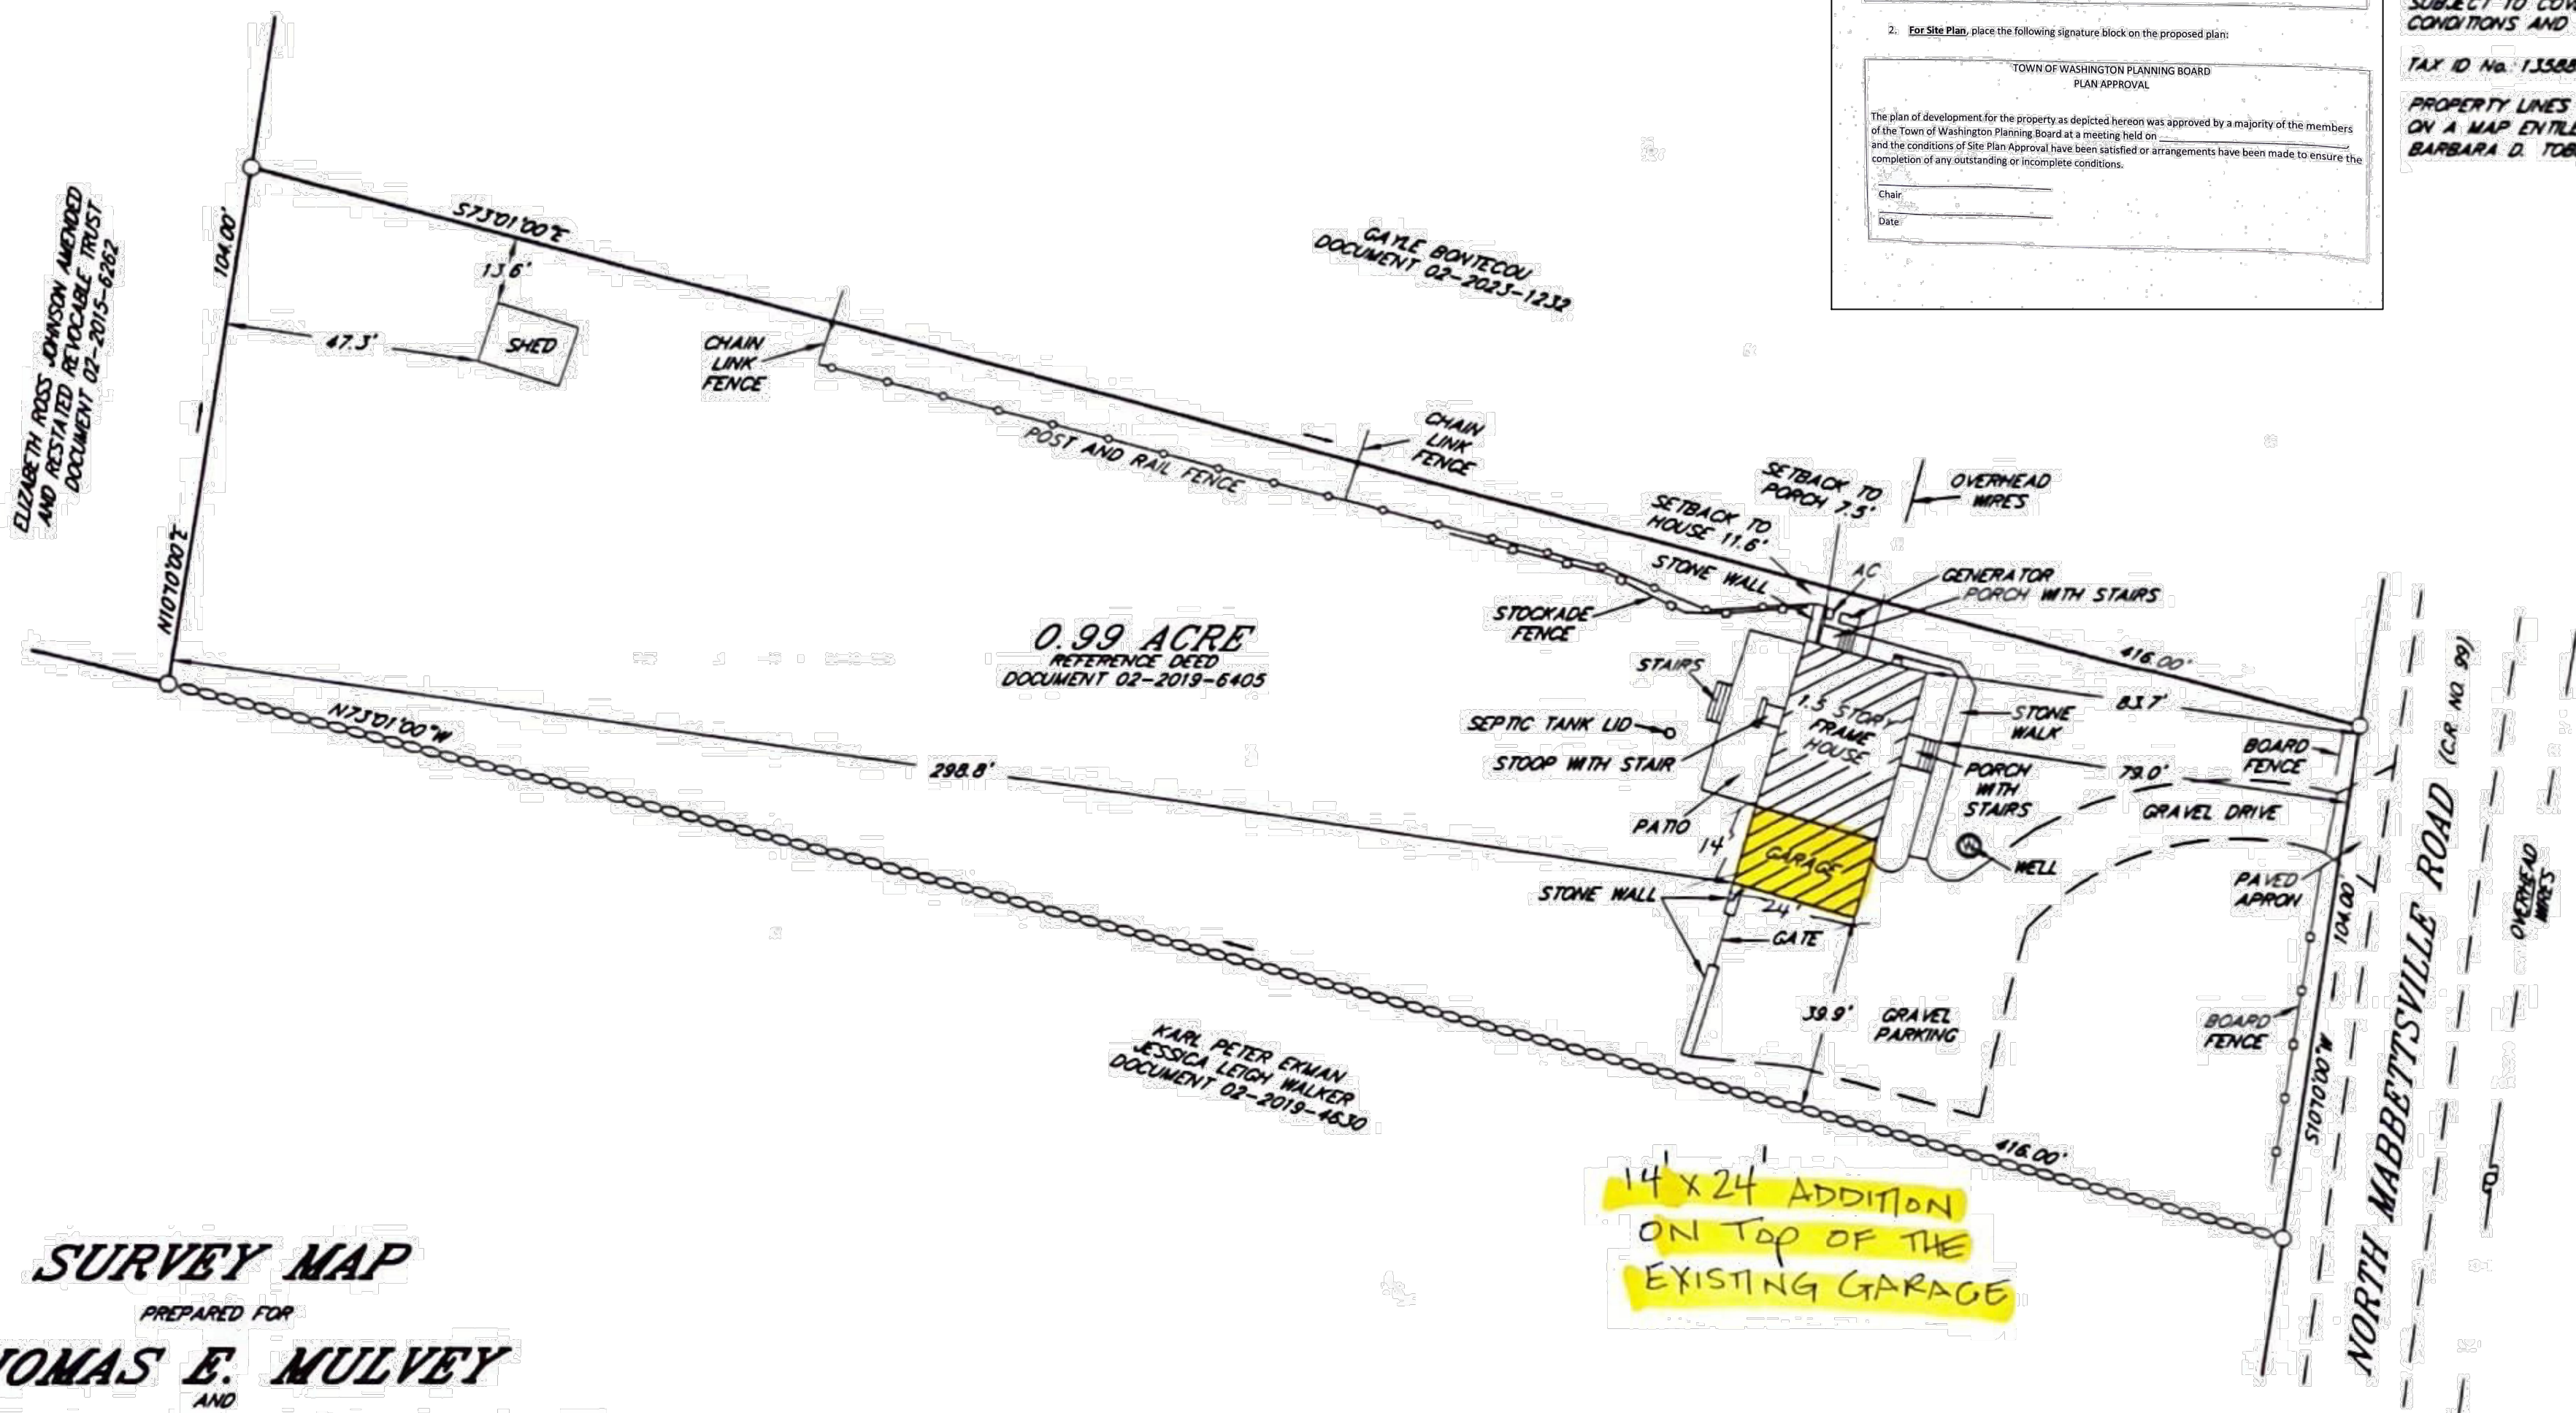 2. For Site Plan, place the following signature block on the proposed plan:
TOWN OF WASHINGTON PLANNING BOARD
PLAN APPROVAL
The plan of development for the property as depicted hereon was approved by a majority of the members
of the Town of Washington Planning Board at a meeting held on
and the conditions of Site Plan Approval have been satisfied or arrangements have been made to ensure the
completion of any outstanding or incomplete conditions.
Chair
Date
SUBJECT TO
CONDITIONS AND
TAX ID No.: 13588
PROPERTY LINES
ON A MAP
BARBARA D.
ELIZABETH ROSS JOHNSON AMENDED
AND RESTATED REVOCABLE TRUST
DOCUMENT 02-2015-6262
104.00'
N10°10'00"E
S73°01'00"E
13.6'
47.3'
SHED
CHAIN
LINK
FENCE
POST AND RAIL FENCE
GAYLE BONTECOU
DOCUMENT 02-2023-1232
CHAIN
LINK
FENCE
SETBACK TO
PORCH 7.5'
SETBACK TO
HOUSE 11.6'
OVERHEAD
WIRES
STONE WALL
AC
GENERATOR
PORCH WITH STAIRS
STOCKADE
FENCE
416.00'
0.99 ACRE
REFERENCE DEED
DOCUMENT 02-2019-6405
STAIRS
SEPTIC TANK LID
STOOP WITH STAIR
PATIO
1.5 STORY
FRAME
HOUSE
STONE
WALK
83.7'
BOARD
FENCE
79.0'
PORCH
WITH
STAIRS
GRAVEL DRIVE
14'
GARAGE
WELL
STONE WALL
24'
GATE
PAVED
APRON
104.00'
39.9'
GRAVEL
PARKING
BOARD
FENCE
S10°10'00"W
NORTH MABBETTSVILLE ROAD (C.R. NO. 99)
OVERHEAD
WIRES
298.8'
N73°01'00"W
KARL PETER EKMAN
JESSICA LEIGH WALKER
DOCUMENT 02-2019-4630
416.00'
14' X 24' ADDITION
ON TOP OF THE
EXISTING GARAGE
SURVEY MAP
PREPARED FOR
OMAS E. MULVEY
AND